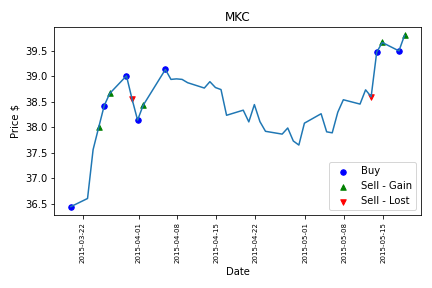 MKC
Price $
39.5
39.0
38.5
38.0
37.5
37.0
36.5
Buy
Sell - Gain
Sell - Lost
2015-03-22
2015-04-01
2015-04-08
2015-04-15
2015-04-22
2015-05-01
2015-05-08
2015-05-15
Date